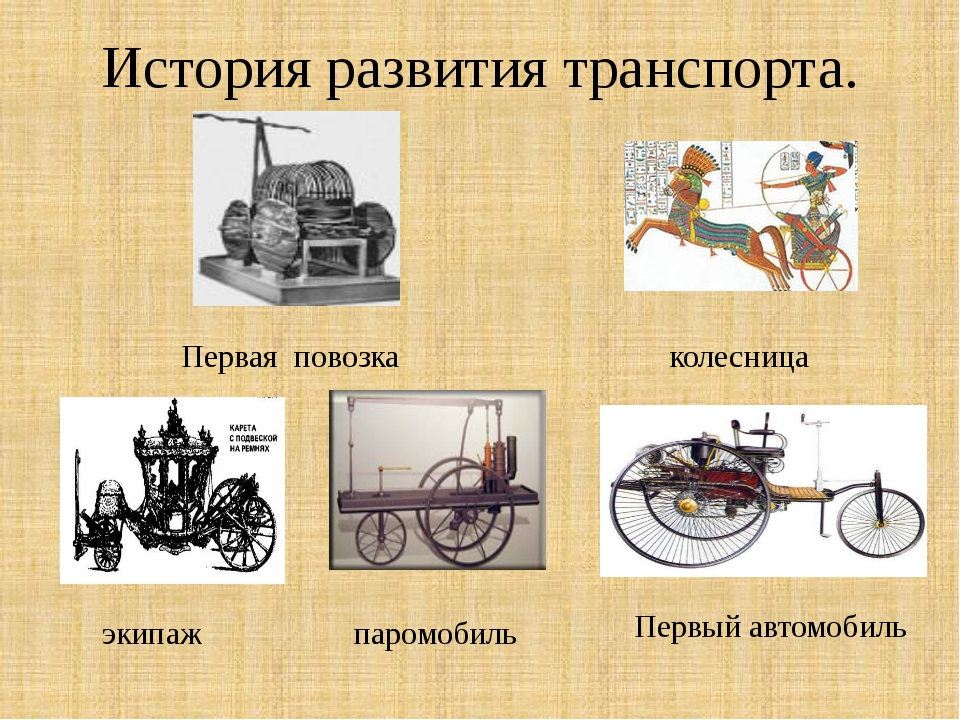 История развития транспорта.
Первая повозка
колесница
КАРЕТА
С ПОДВЕСКОЙ
НА РЕМНЯХ
экипаж
паромобиль
Первый автомобиль